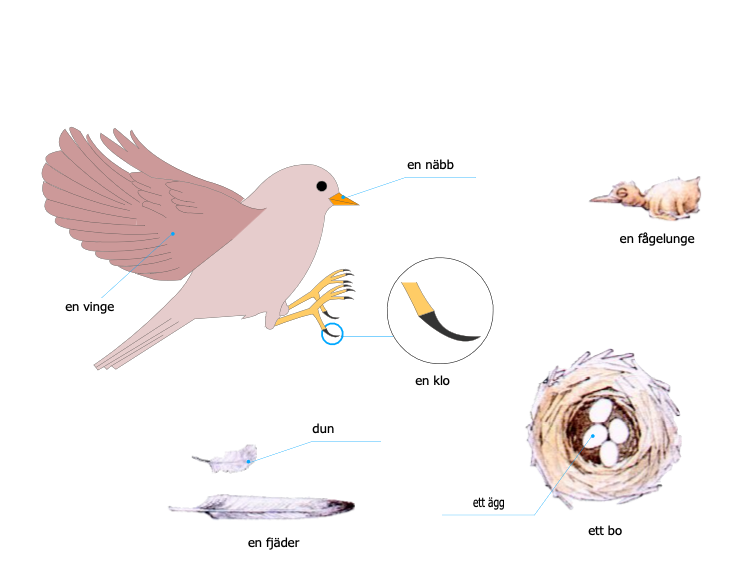 en näbb
en fågelunge
en vinge
en klo
dun
ett ägg
ett bo
en fjäder